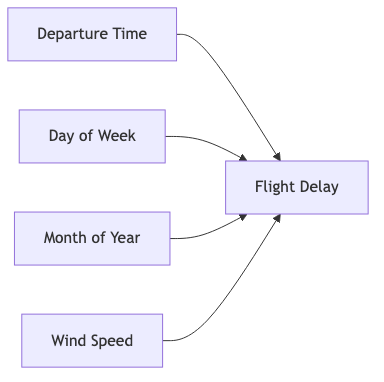 Departure Time
Day of Week
Flight Delay
Month of Year
Wind Speed